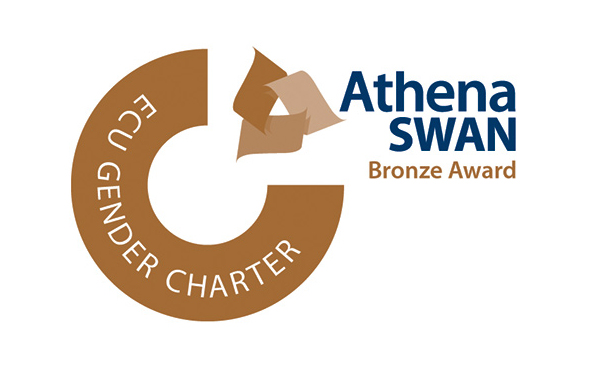 ECU GENDER CHARTER
Athena
SWAN
Bronze Award